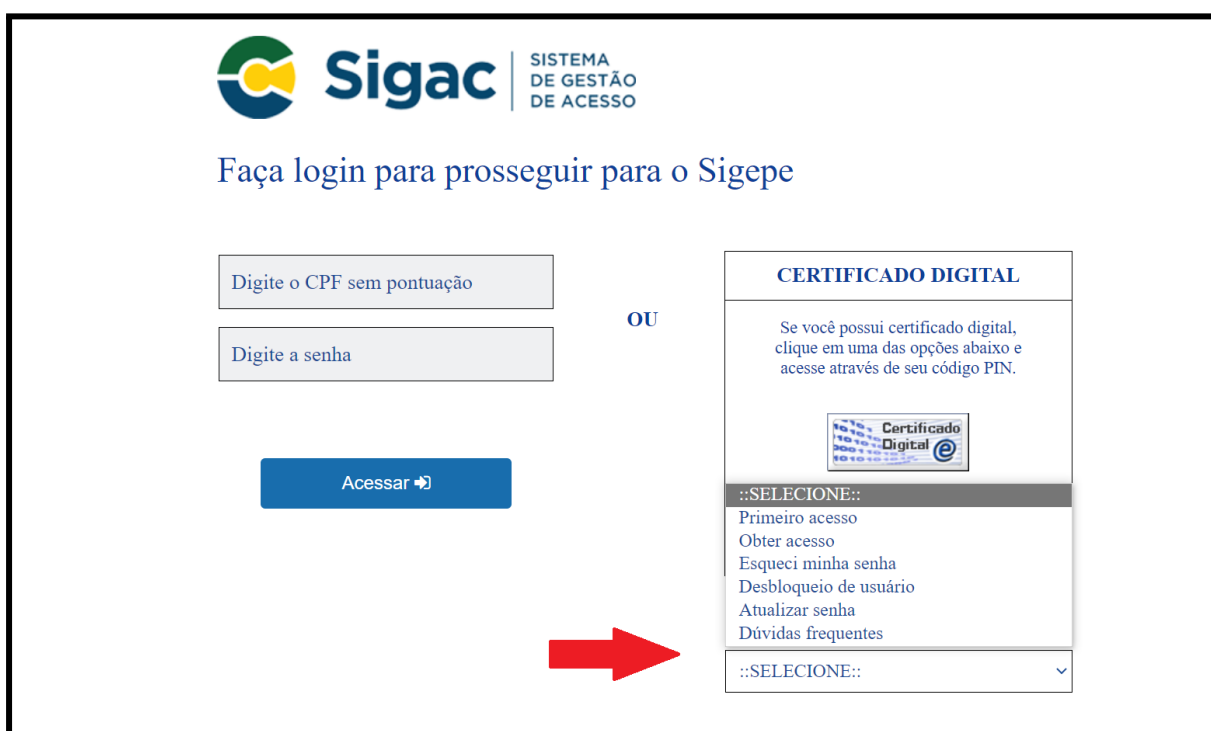 Sigac
SISTEMA
DE GESTÃO
DE ACESSO
Faça login para prosseguir para o Sigepe
Digite o CPF sem pontuação
Digite a senha
Acessar
OU
CERTIFICADO DIGITAL
Se você possui certificado digital,
clique em uma das opções abaixo e
acesse através de seu código PIN.
Certificado
Digital e
::SELECIONE::
Primeiro acesso
Obter acesso
Esqueci minha senha
Desbloqueio de usuário
Atualizar senha
Dúvidas frequentes
::SELECIONE::